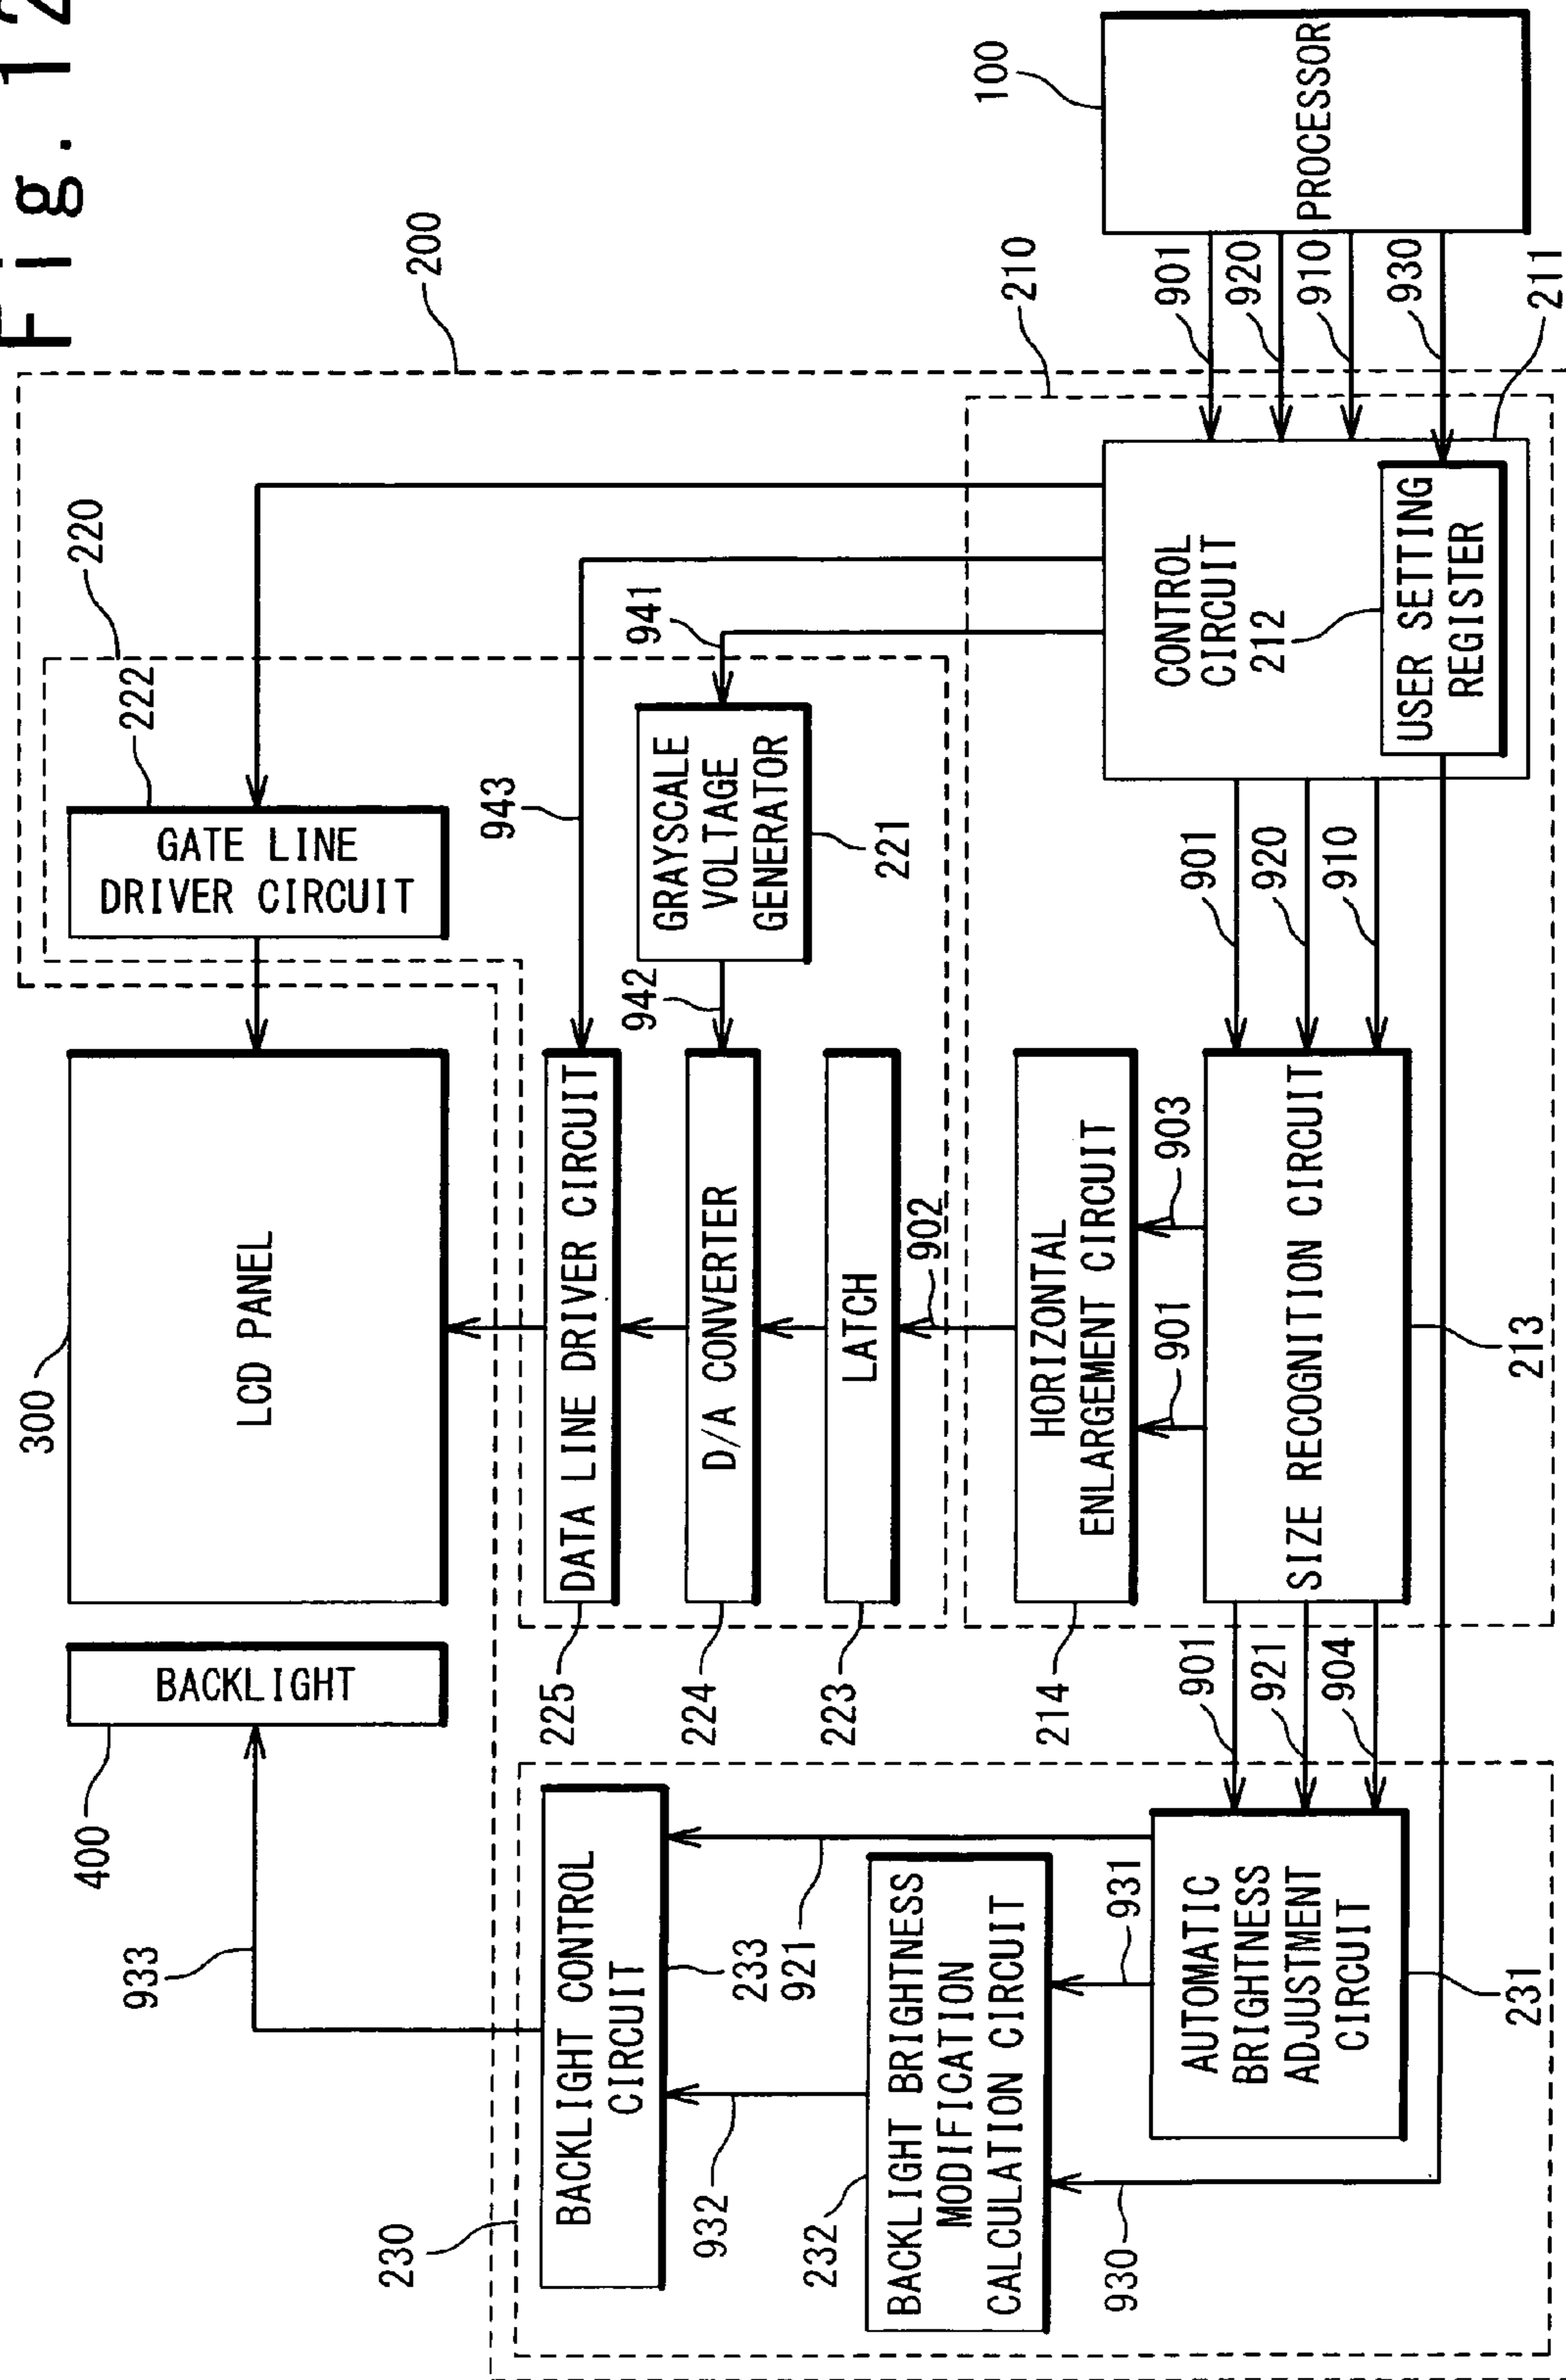 Fig. 12
300
LCD PANEL
400
BACKLIGHT
933
GATE LINE
DRIVER CIRCUIT
222
220
200
225
DATA LINE DRIVER CIRCUIT
943
224
D/A CONVERTER
942
GRAYSCALE
VOLTAGE
GENERATOR
221
941
223
LATCH
902
230
BACKLIGHT CONTROL
CIRCUIT
233
921
932
232
BACKLIGHT BRIGHTNESS
MODIFICATION
CALCULATION CIRCUIT
931
930
AUTOMATIC
BRIGHTNESS
ADJUSTMENT
CIRCUIT
231
901
921
904
214
HORIZONTAL
ENLARGEMENT CIRCUIT
901
903
SIZE RECOGNITION CIRCUIT
213
901
920
910
210
CONTROL
CIRCUIT
212
USER SETTING
REGISTER
211
901
920
910
930
100
PROCESSOR